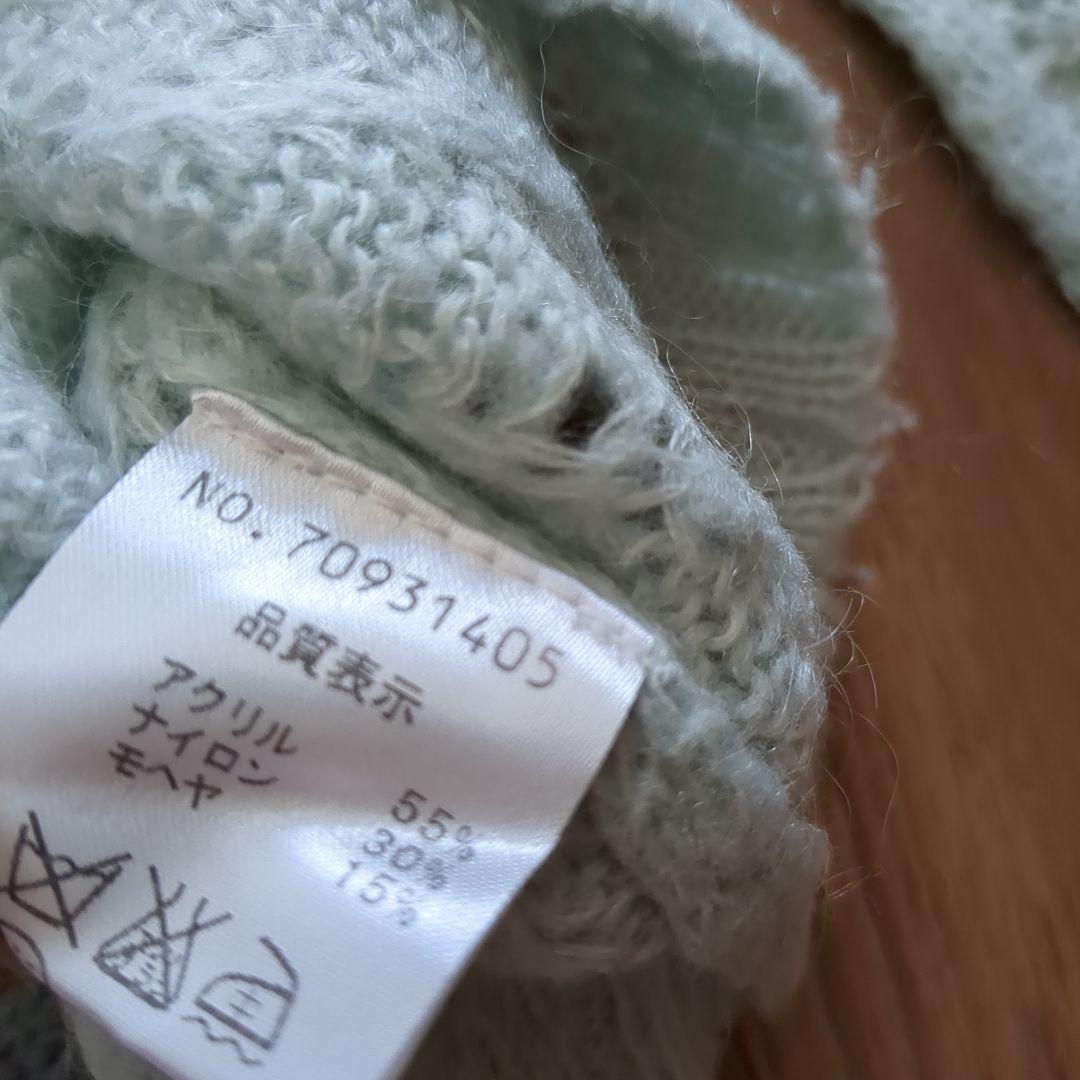 NO. 70931405
品質表示
アクリル 55%
ナイロン 30%
モヘヤ 15%